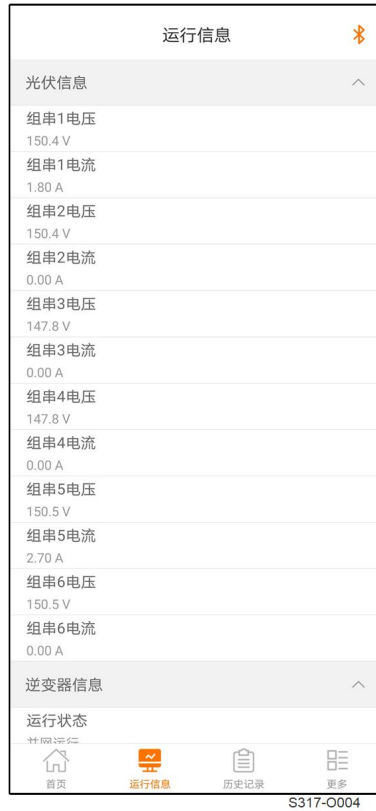 运行信息
光伏信息
组串1电压
150.4 V
组串1电流
1.80 A
组串2电压
150.4 V
组串2电流
0.00 A
组串3电压
147.8 V
组串3电流
0.00 A
组串4电压
147.8 V
组串4电流
0.00 A
组串5电压
150.5 V
组串5电流
2.70 A
组串6电压
150.5 V
组串6电流
0.00 A
逆变器信息
运行状态
并网运行
首页 运行信息 历史记录 更多
S317-O004